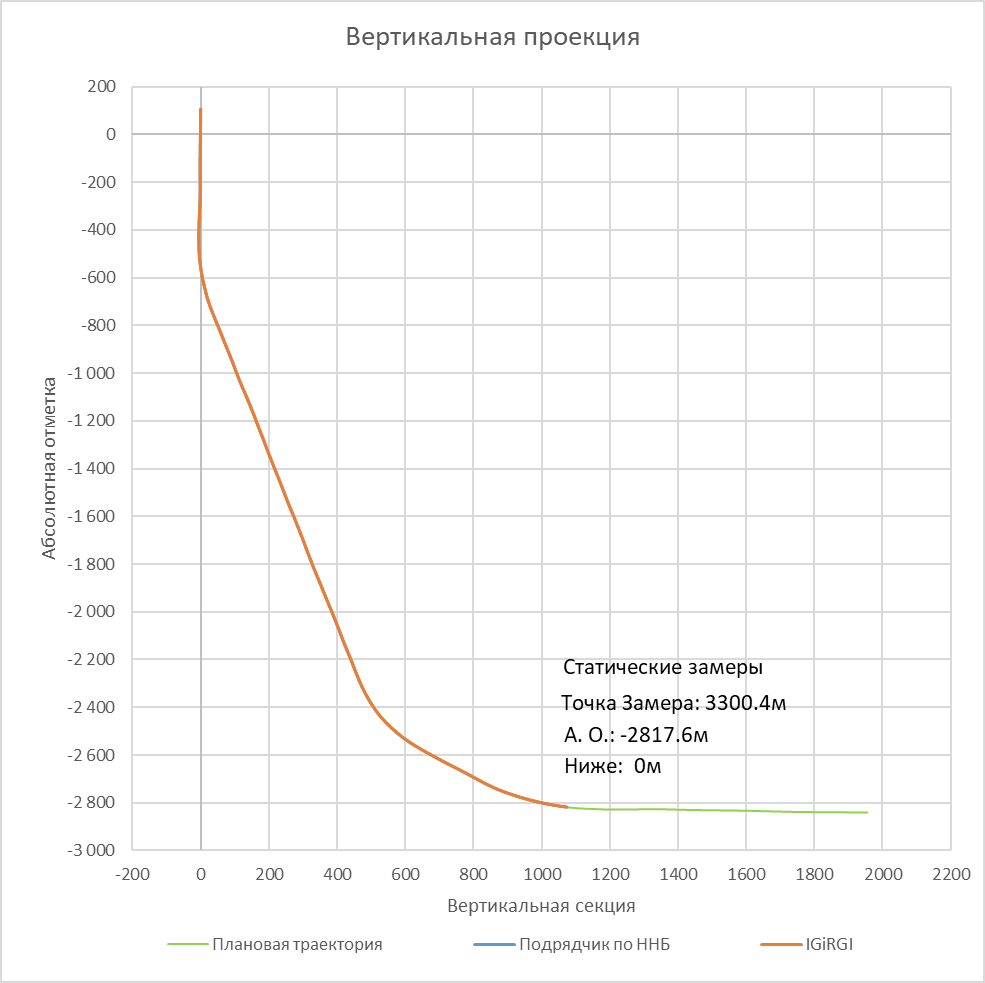 Вертикальная проекция
200
0
-200
-400
-600
-800
-1 000
-1 200
-1 400
-1 600
-1 800
-2 000
-2 200
-2 400
-2 600
-2 800
-3 000
Абсолютная отметка
Статические замеры
Точка Замера: 3300.4м
А. О.: -2817.6м
Ниже: 0м
-200 0 200 400 600 800 1000 1200 1400 1600 1800 2000 2200
Вертикальная секция
Плановая траектория Подрядчик по ННБ IGiRGI